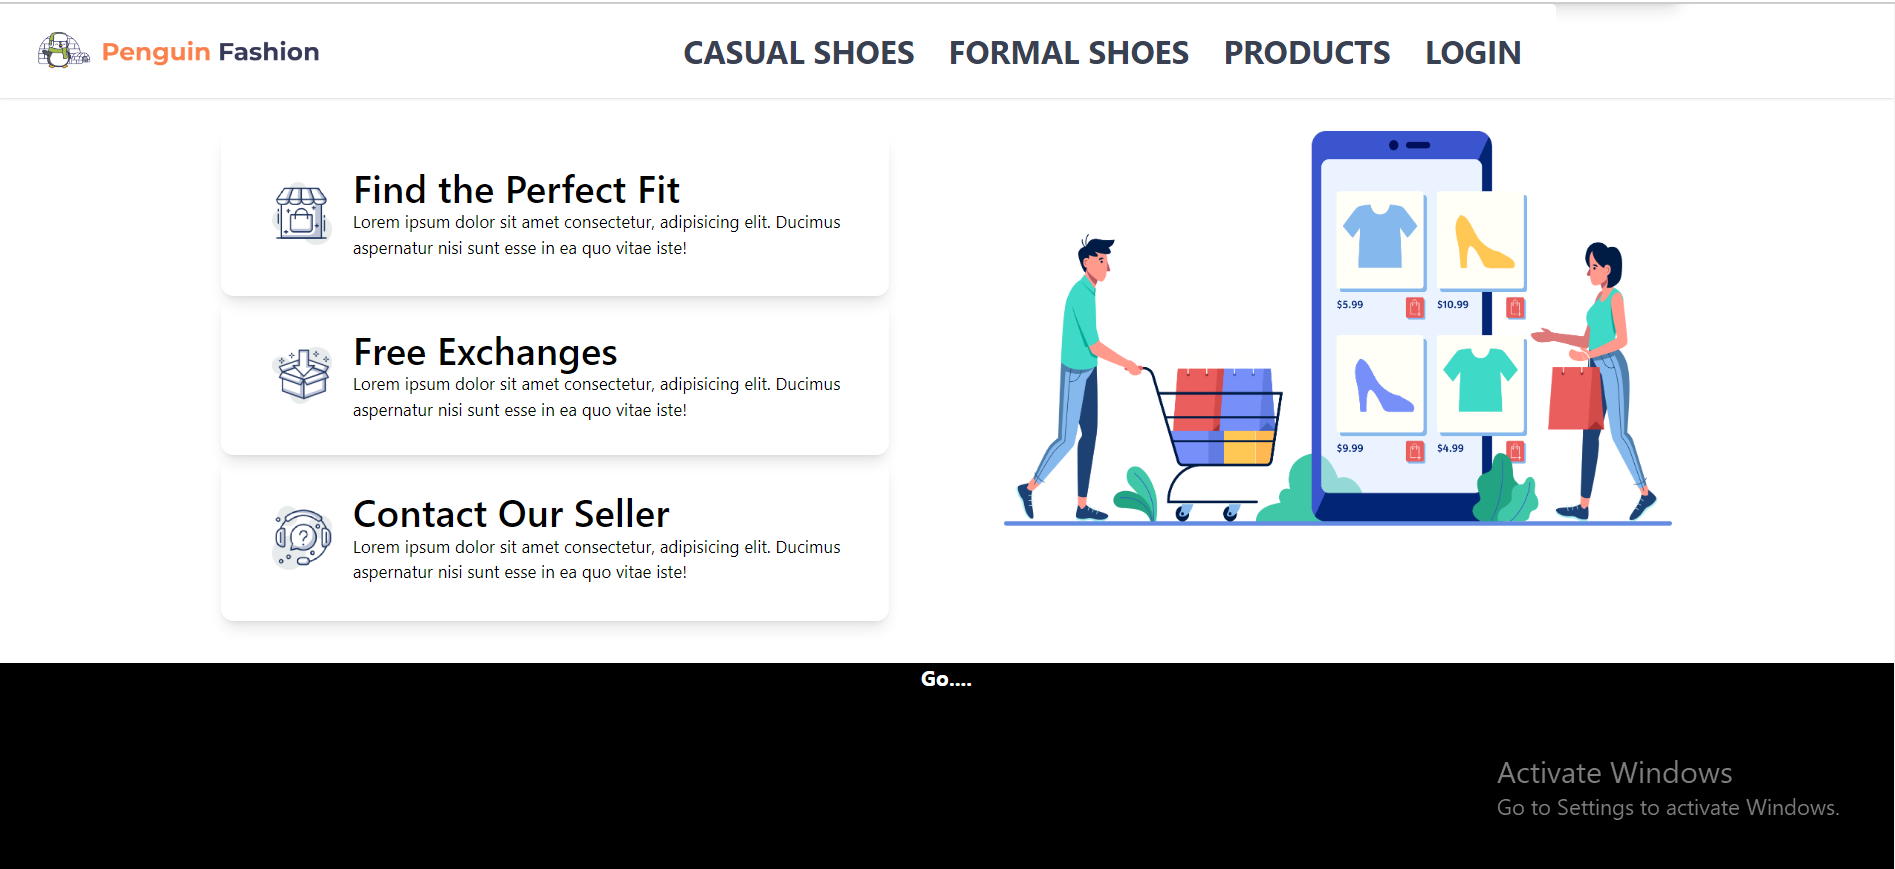 Penguin Fashion
CASUAL SHOES FORMAL SHOES PRODUCTS LOGIN
Find the Perfect Fit
Lorem ipsum dolor sit amet consectetur, adipisicing elit. Ducimus
aspernatur nisi sunt esse in ea quo vitae iste!
Free Exchanges
Lorem ipsum dolor sit amet consectetur, adipisicing elit. Ducimus
aspernatur nisi sunt esse in ea quo vitae iste!
Contact Our Seller
Lorem ipsum dolor sit amet consectetur, adipisicing elit. Ducimus
aspernatur nisi sunt esse in ea quo vitae iste!
$5.99 $10.99
$9.99 $4.99
Go....
Activate Windows
Go to Settings to activate Windows.